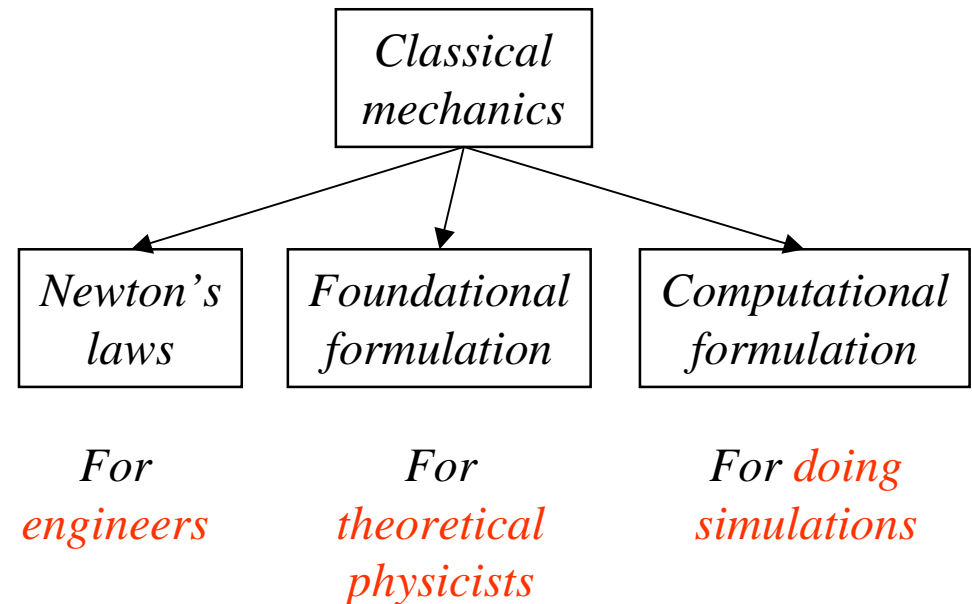 Classical
mechanics
Newton’s
laws
Foundational
formulation
Computational
formulation
For
engineers
For
theoretical
physicists
For doing
simulations